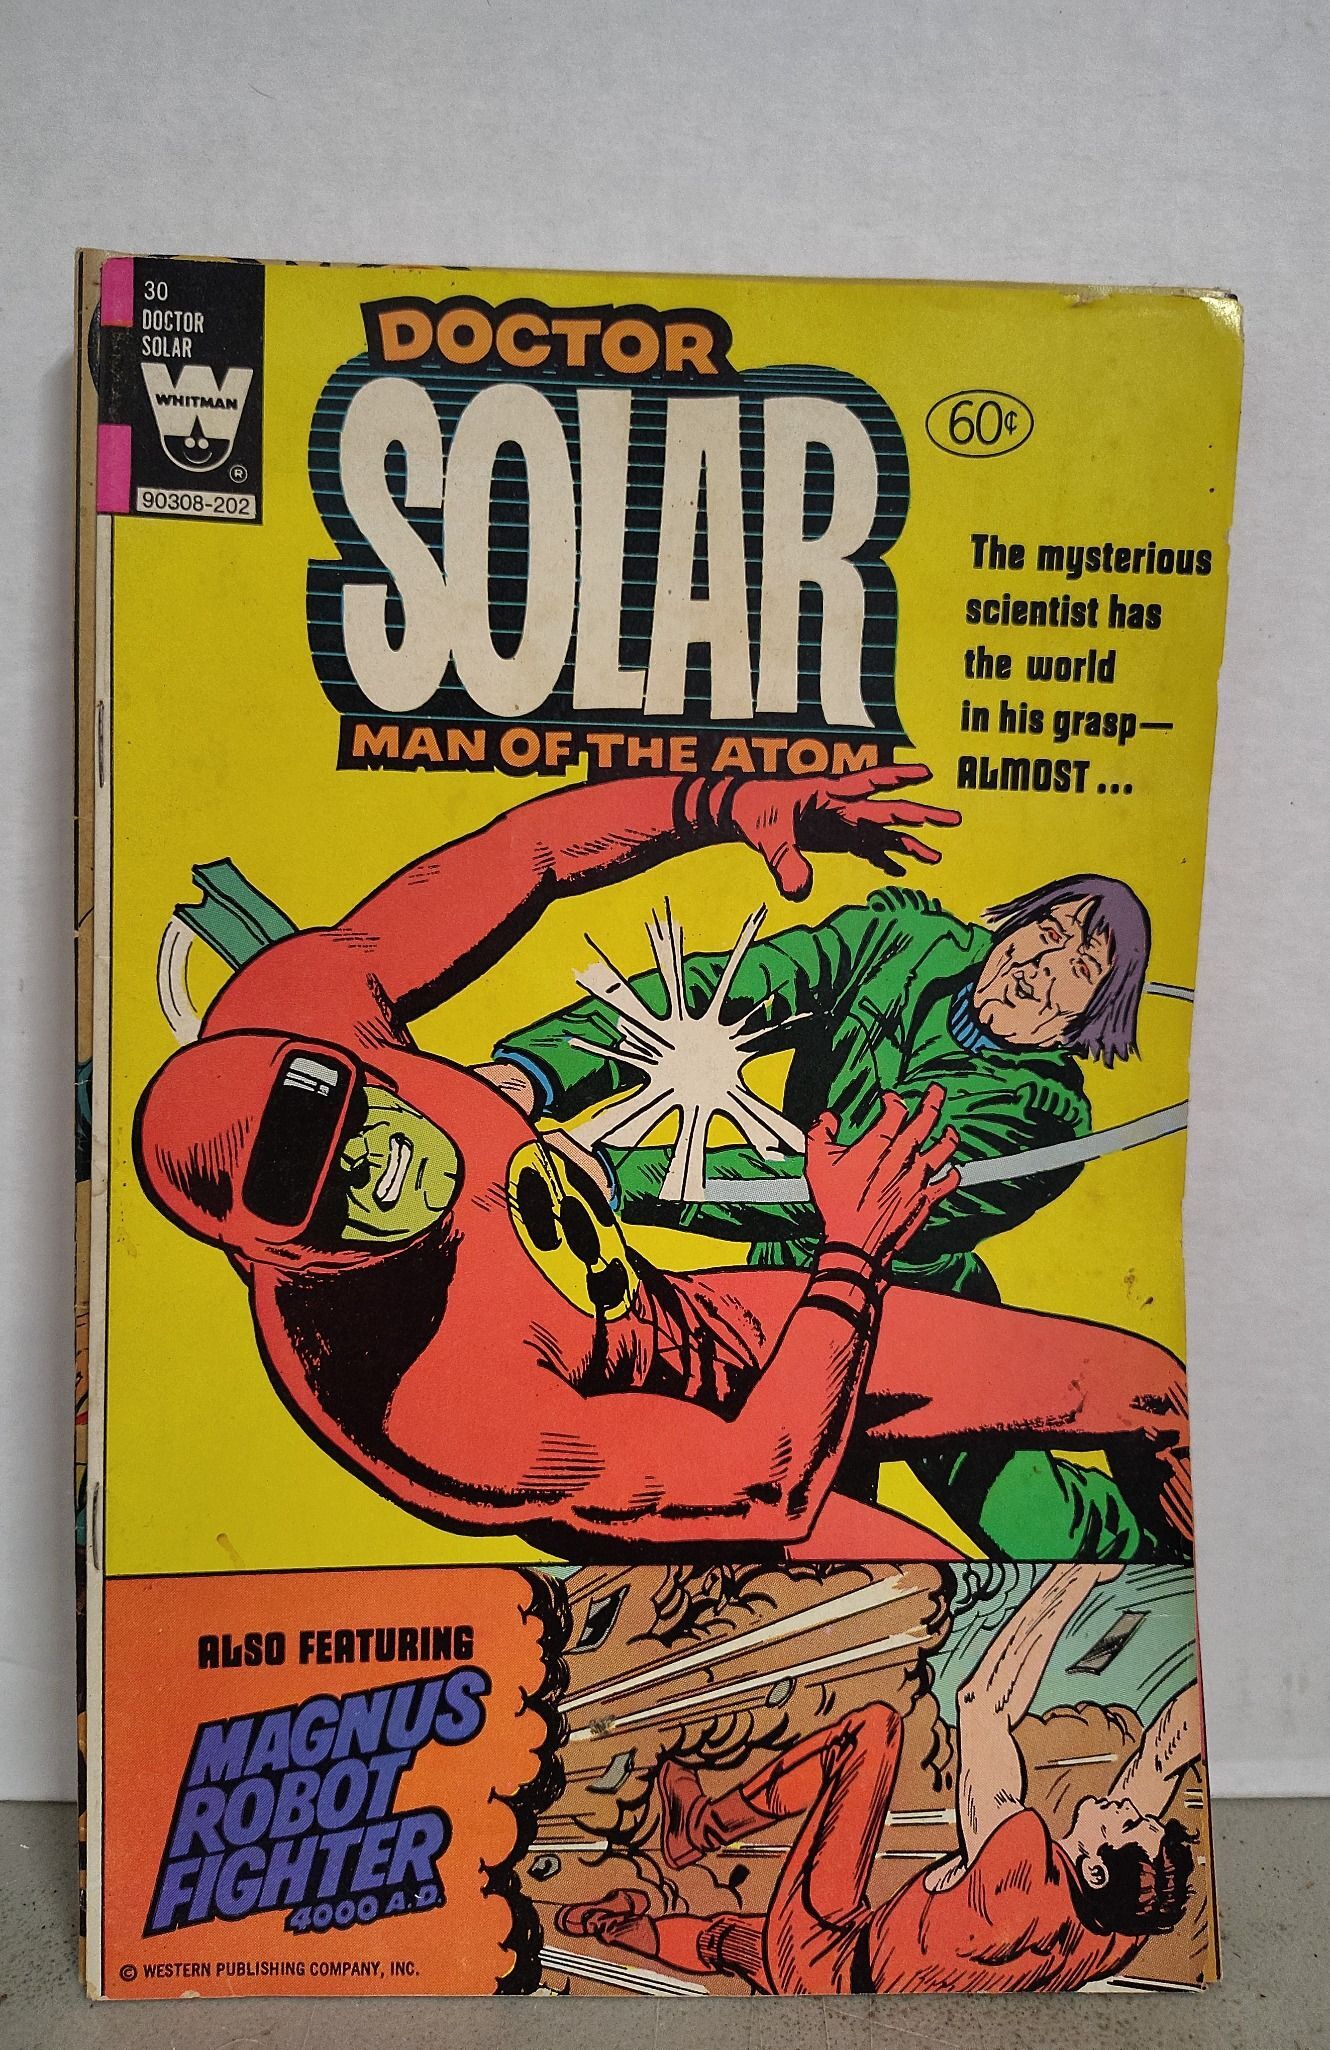 30
DOCTOR
SOLAR
WHITMAN
®
90308-202
DOCTOR
SOLAR
MAN OF THE ATOM
60¢
The mysterious
scientist has
the world
in his grasp—
ALMOST...
ALSO FEATURING
MAGNUS
ROBOT
FIGHTER
4000 A.D.
© WESTERN PUBLISHING COMPANY, INC.